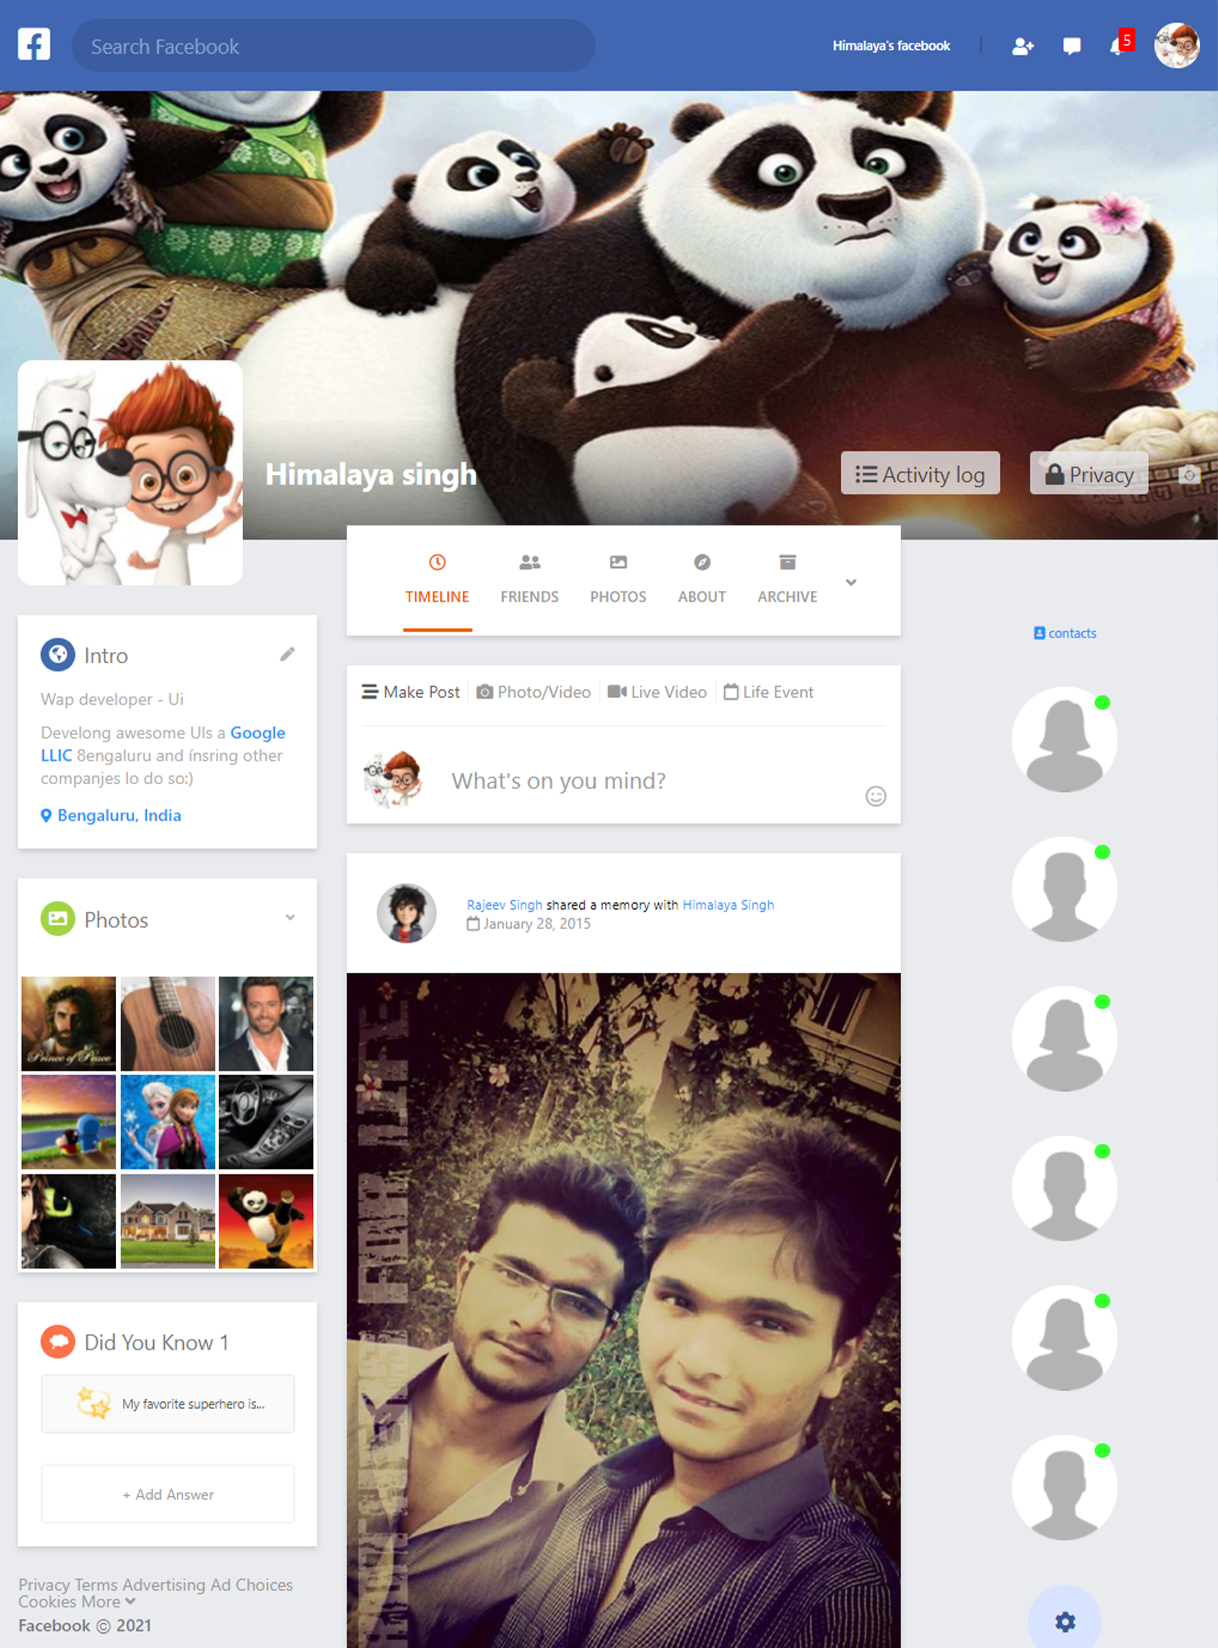 Search Facebook
Himalaya's facebook
5
Himalaya singh
Activity log
Privacy
TIMELINE
FRIENDS
PHOTOS
ABOUT
ARCHIVE
contacts
Intro
Wap developer - Ui
Develong awesome UIs a Google
LLIC 8engaluru and ínsring other
companjes lo do so:)
Bengaluru, India
Make Post
Photo/Video
Live Video
Life Event
What's on you mind?
Photos
Prince of Peace
Rajeev Singh shared a memory with Himalaya Singh
January 28, 2015
Did You Know 1
My favorite superhero is...
+ Add Answer
Privacy Terms Advertising Ad Choices
Cookies More
Facebook © 2021